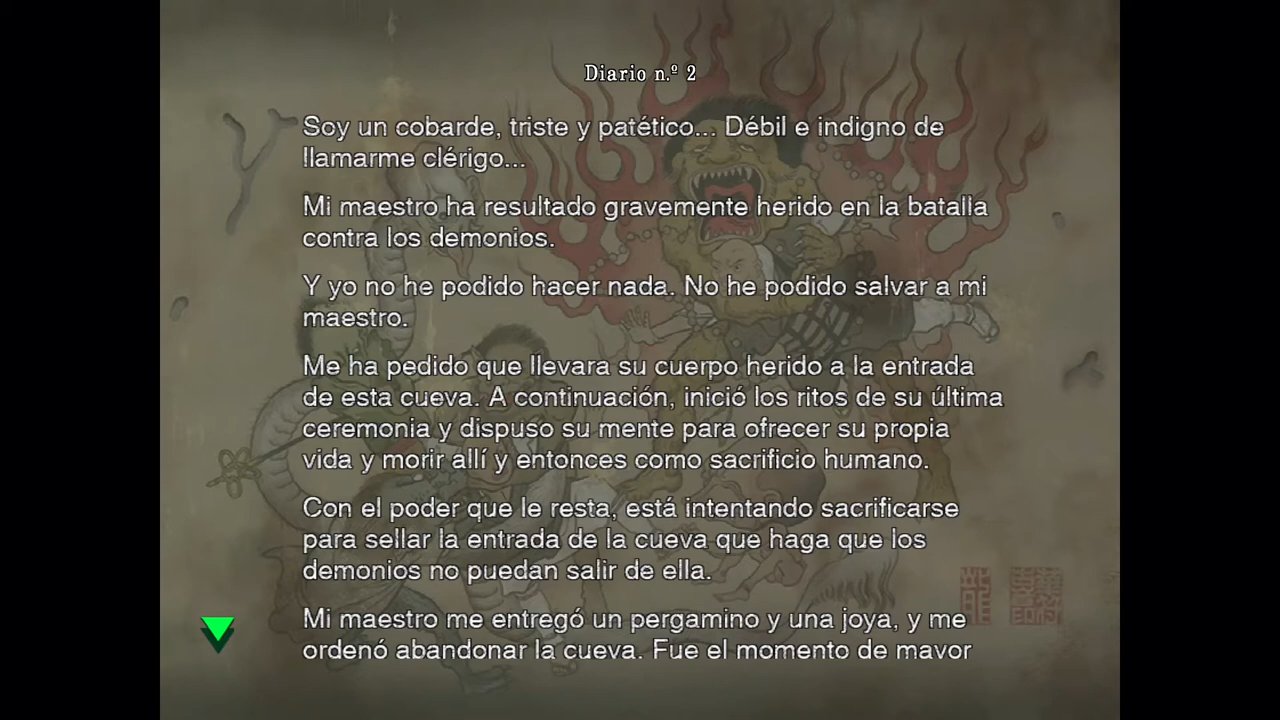 Diario n.º 2
Soy un cobarde, triste y patético... Débil e indigno de
llamarme clérigo...
Mi maestro ha resultado gravemente herido en la batalla
contra los demonios.
Y yo no he podido hacer nada. No he podido salvar a mi
maestro.
Me ha pedido que llevara su cuerpo herido a la entrada
de esta cueva. A continuación, inició los ritos de su última
ceremonia y dispuso su mente para ofrecer su propia
vida y morir allí y entonces como sacrificio humano.
Con el poder que le resta, está intentando sacrificarse
para sellar la entrada de la cueva que haga que los
demonios no puedan salir de ella.
Mi maestro me entregó un pergamino y una joya, y me
ordenó abandonar la cueva. Fue el momento de mayor